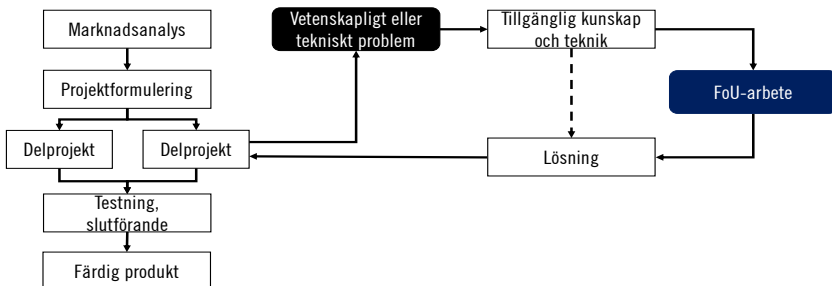 Marknadsanalys
Projektformulering
Delprojekt
Delprojekt
Testning,
slutförande
Färdig produkt
Vetenskapligt eller
tekniskt problem
Tillgänglig kunskap
och teknik
FoU-arbete
Lösning